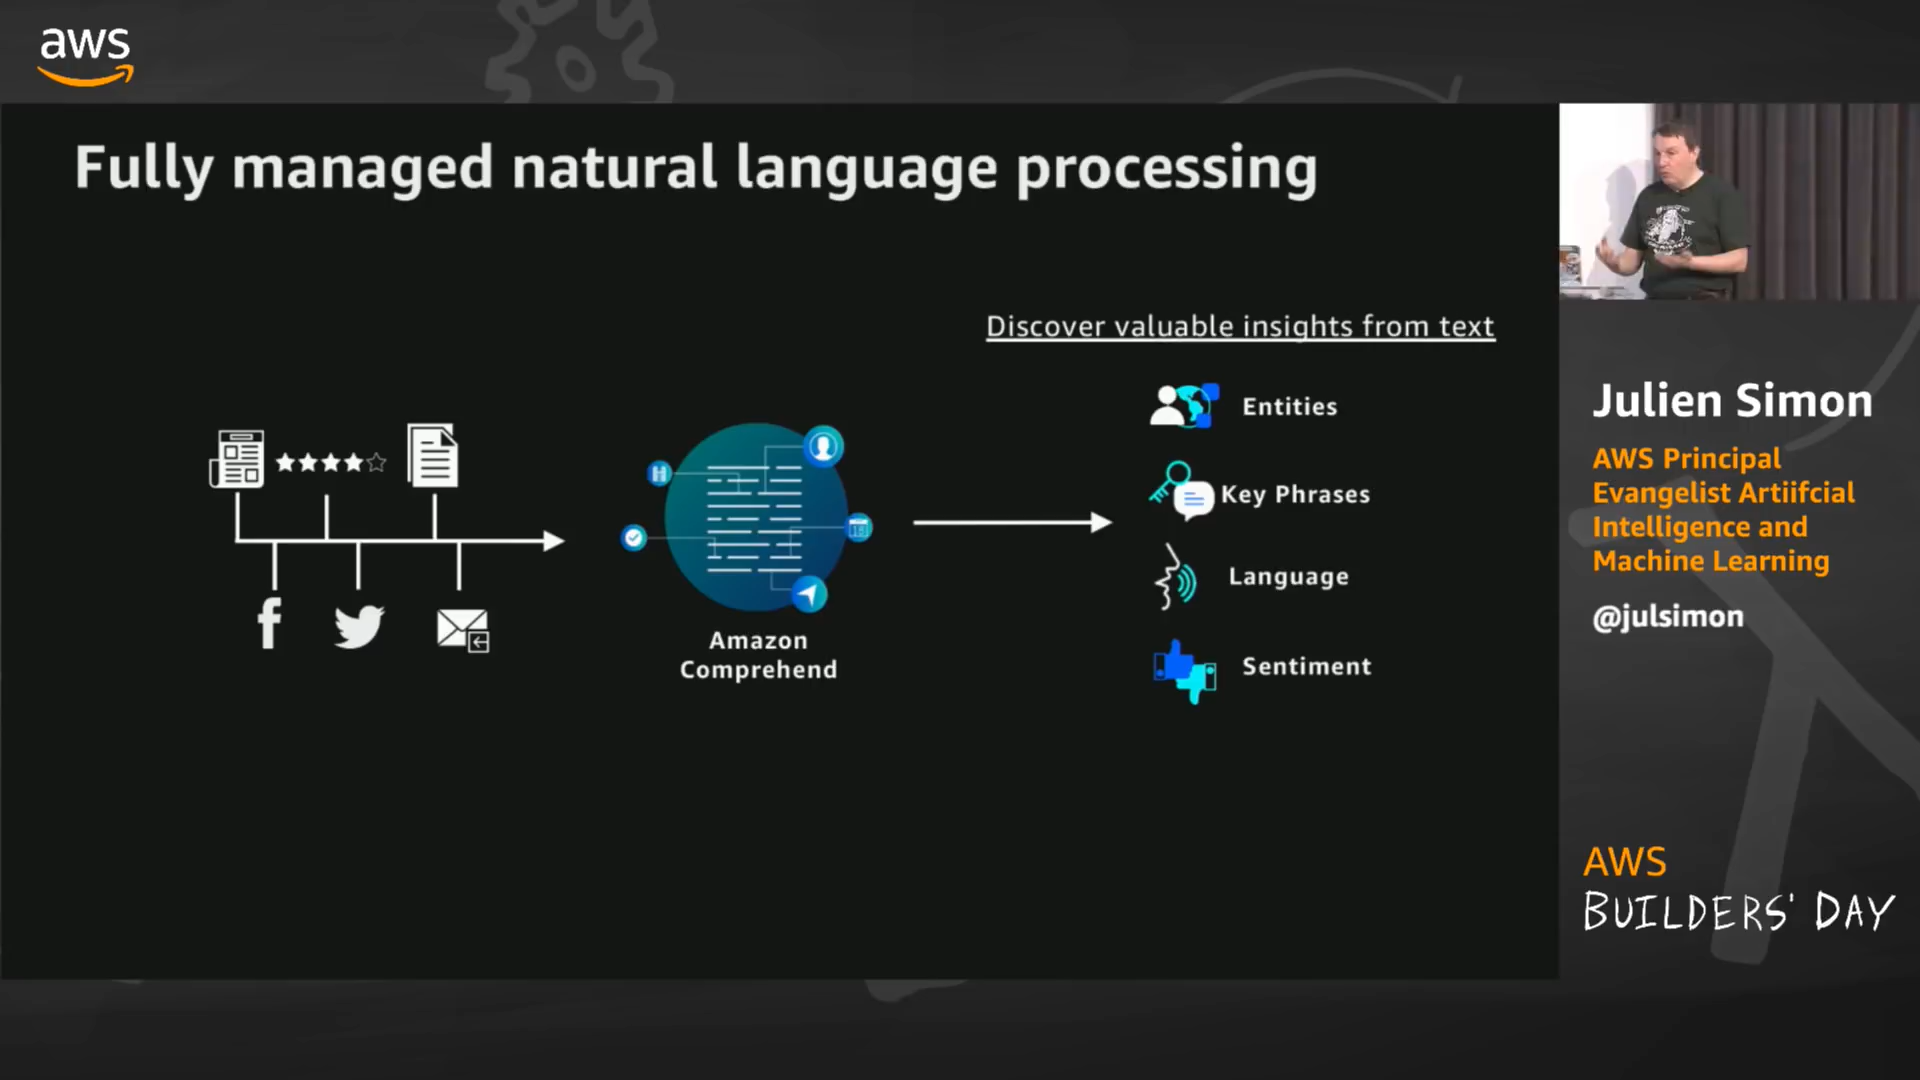 aws
Fully managed natural language processing
Discover valuable insights from text
Entities
Key Phrases
Language
Sentiment
Amazon
Comprehend
Julien Simon
AWS Principal
Evangelist Artiifcial
Intelligence and
Machine Learning
@julsimon
AWS
BUILDERS' DAY